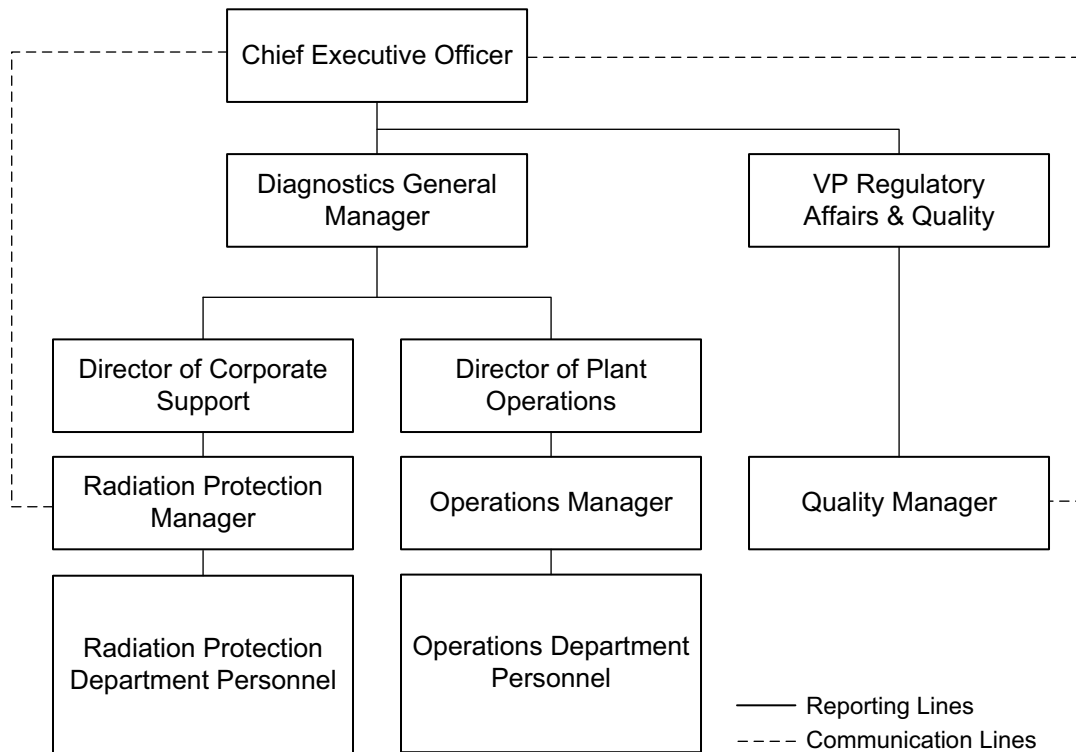 Chief Executive Officer
Diagnostics General
Manager
VP Regulatory
Affairs & Quality
Director of Corporate
Support
Director of Plant
Operations
Radiation Protection
Manager
Operations Manager
Quality Manager
Radiation Protection
Department Personnel
Operations Department
Personnel
Reporting Lines
Communication Lines